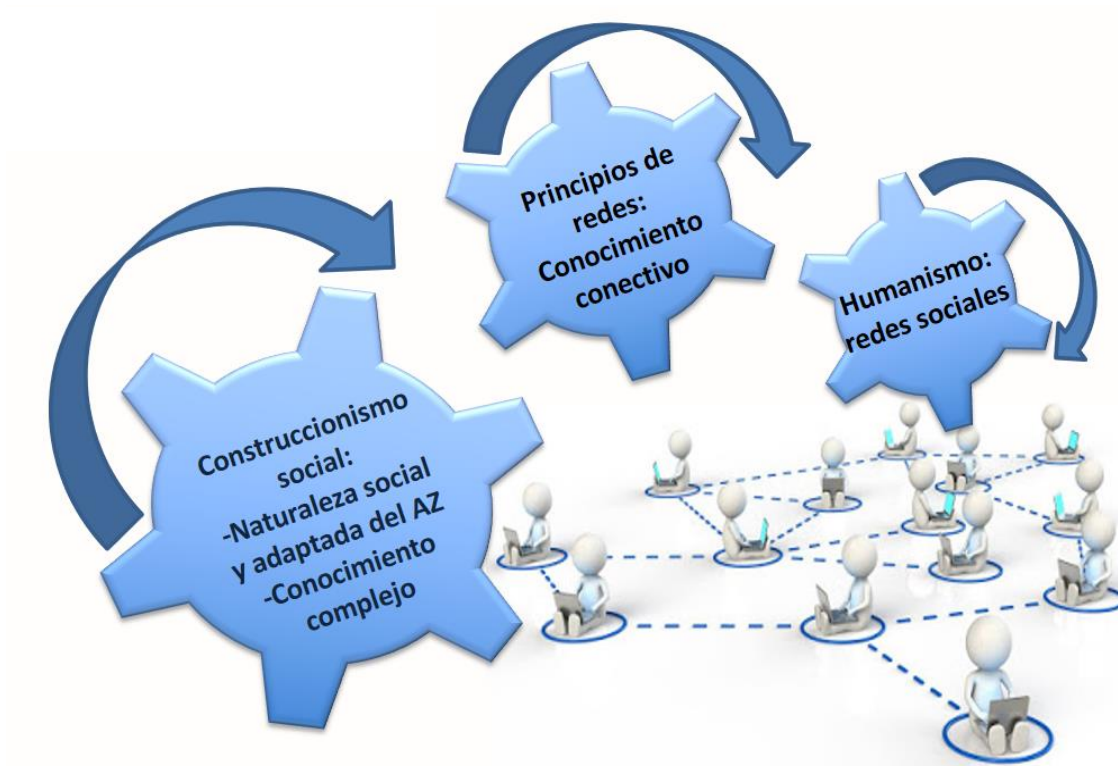 Construccionismo
social:
-Naturaleza social
y adaptada del AZ
-Conocimiento
complejo
Principios de
redes:
Conocimiento
conectivo
Humanismo:
redes sociales